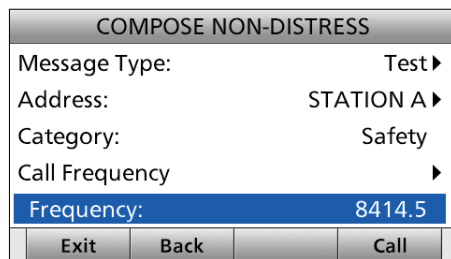 COMPOSE NON-DISTRESS
Message Type: Test
Address: STATION A
Category: Safety
Call Frequency
Frequency: 8414.5
Exit Back Call